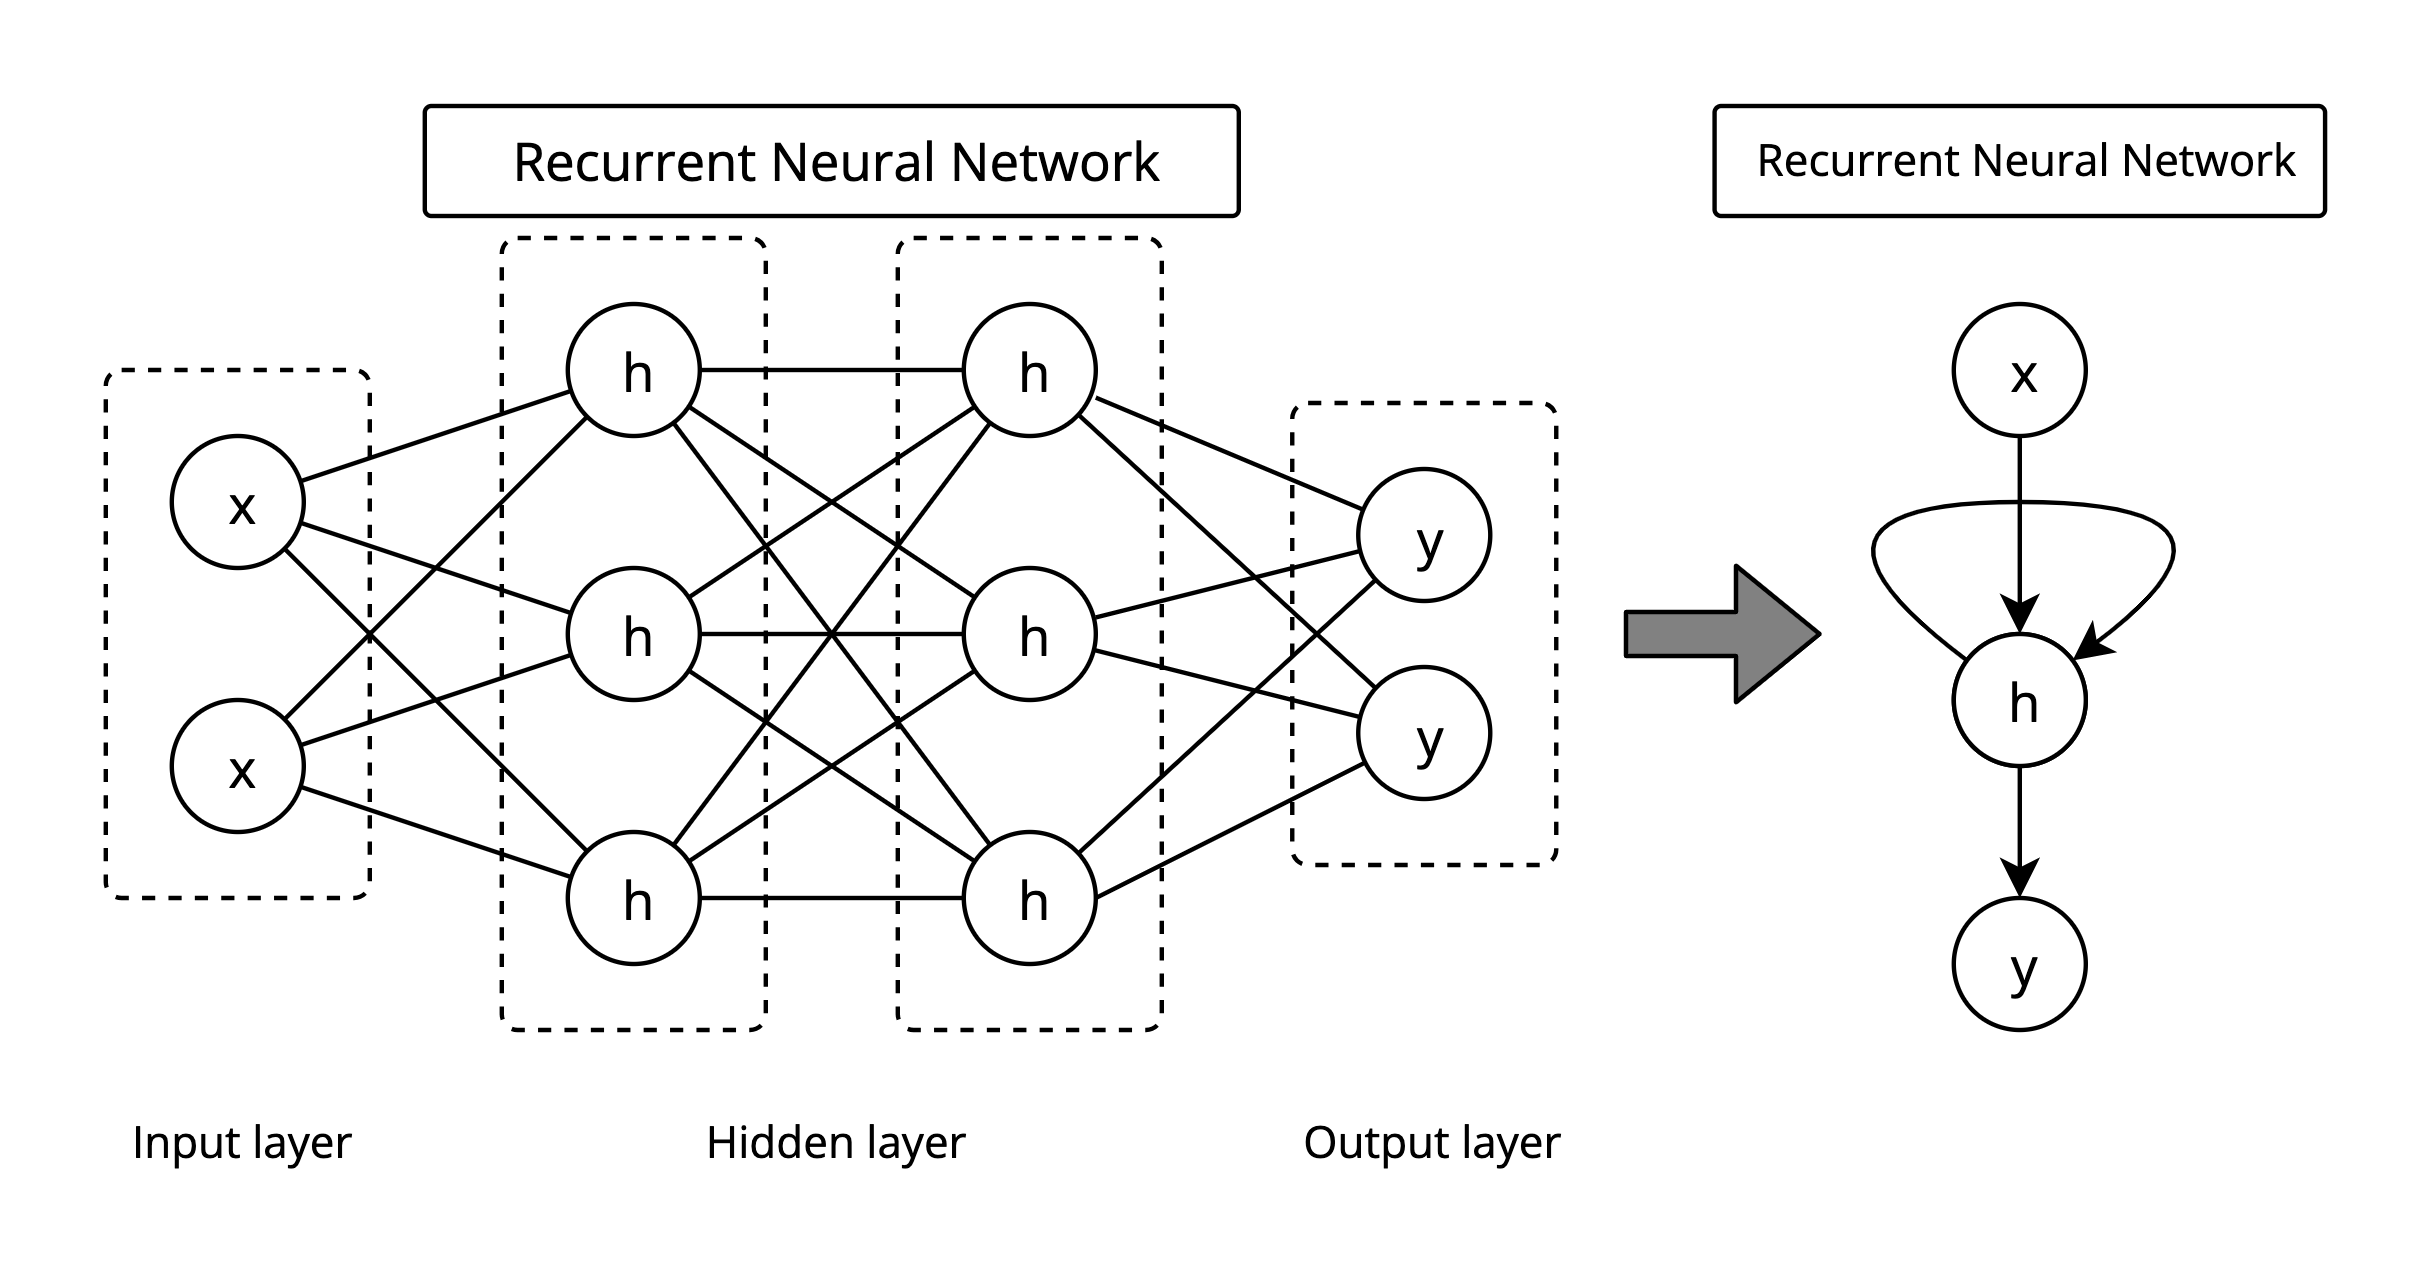 Recurrent Neural Network
Recurrent Neural Network
h
h
x
x
y
h
h
x
y
h
h
h
y
Input layer
Hidden layer
Output layer